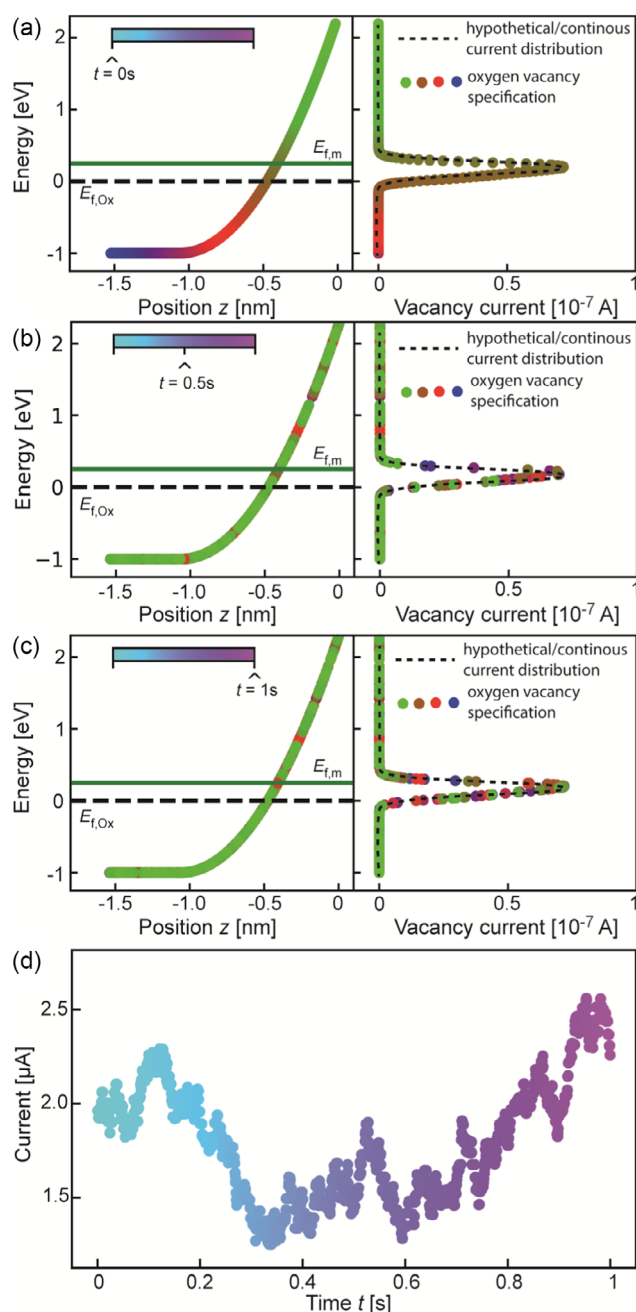 (a)
t = 0s
hypothetical/continous
current distribution
oxygen vacancy
specification
Energy [eV]
2
1
0
-1
E_f,m
E_f,Ox
-1.5 -1.0 -0.5 0
0 0.5 1
Position z [nm]
Vacancy current [10⁻⁷ A]
(b)
t = 0.5s
hypothetical/continous
current distribution
oxygen vacancy
specification
Energy [eV]
2
1
0
−1
E_f,m
E_f,Ox
-1.5 -1.0 -0.5 0
0 0.5 1
Position z [nm]
Vacancy current [10⁻⁷ A]
(c)
t = 1s
hypothetical/continous
current distribution
oxygen vacancy
specification
Energy [eV]
2
1
0
-1
E_f,m
E_f,Ox
-1.5 -1.0 -0.5 0
0 0.5 1
Position z [nm]
Vacancy current [10⁻⁷ A]
(d)
Current [µA]
2.5
2.0
1.5
0 0.2 0.4 0.6 0.8 1
Time t [s]